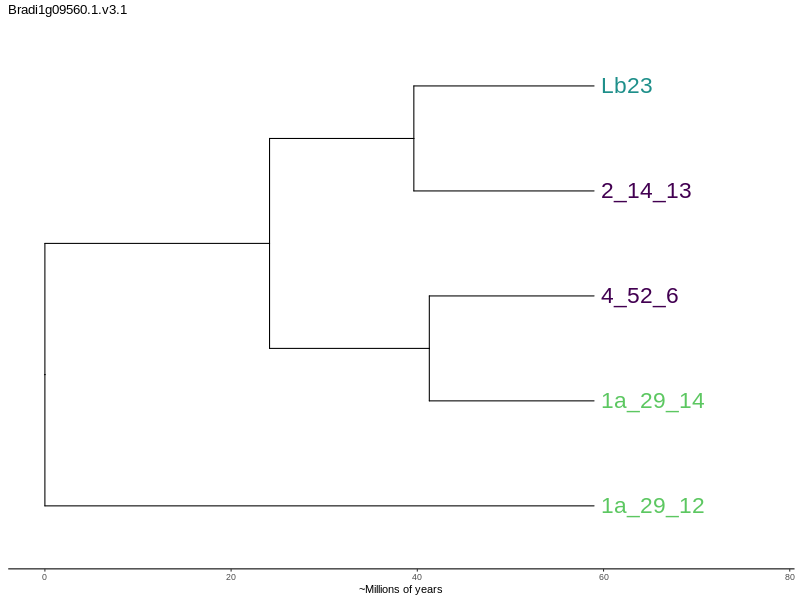 Bradi1g09560.1.v3.1
Lb23
2_14_13
4_52_6
1a_29_14
1a_29_12
0 20 40 60 80
~Millions of years